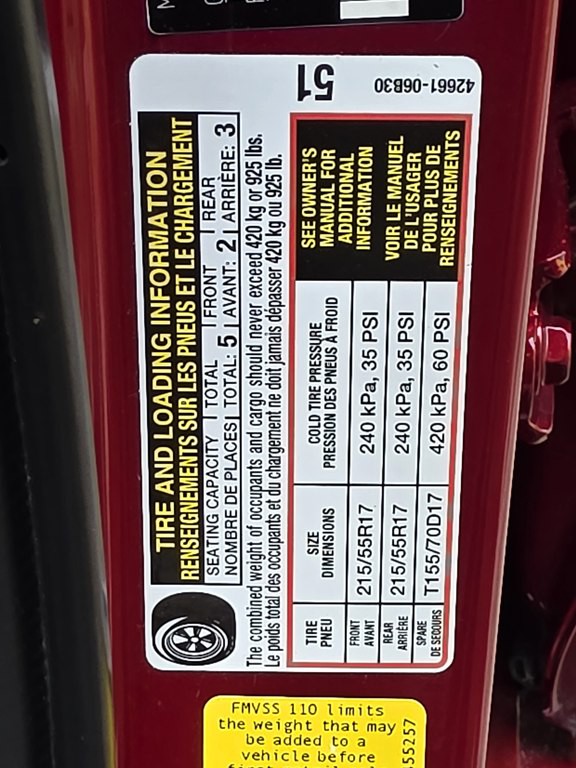 TIRE AND LOADING INFORMATION
RENSEIGNEMENTS SUR LES PNEUS ET LE CHARGEMENT
SEATING CAPACITY | TOTAL | FRONT | REAR
NOMBRE DE PLACES | TOTAL: 5 | AVANT: 2 | ARRIÈRE: 3
The combined weight of occupants and cargo should never exceed 420 kg or 925 lbs.
Le poids total des occupants et du chargement ne doit jamais dépasser 420 kg ou 925 lb.
TIRE PNEU | SIZE DIMENSIONS | COLD TIRE PRESSURE PRESSION DES PNEUS À FROID
FRONT AVANT | 215/55R17 | 240 kPa, 35 PSI
REAR ARRIÈRE | 215/55R17 | 240 kPa, 35 PSI
SPARE DE SECOURS | T155/70D17 | 420 kPa, 60 PSI
SEE OWNER'S
MANUAL FOR
ADDITIONAL
INFORMATION
VOIR LE MANUEL
DE L'USAGER
POUR PLUS DE
RENSEIGNEMENTS
51
42661-06B30
FMVSS 110 limits
the weight that may
be added to a
vehicle before
55257